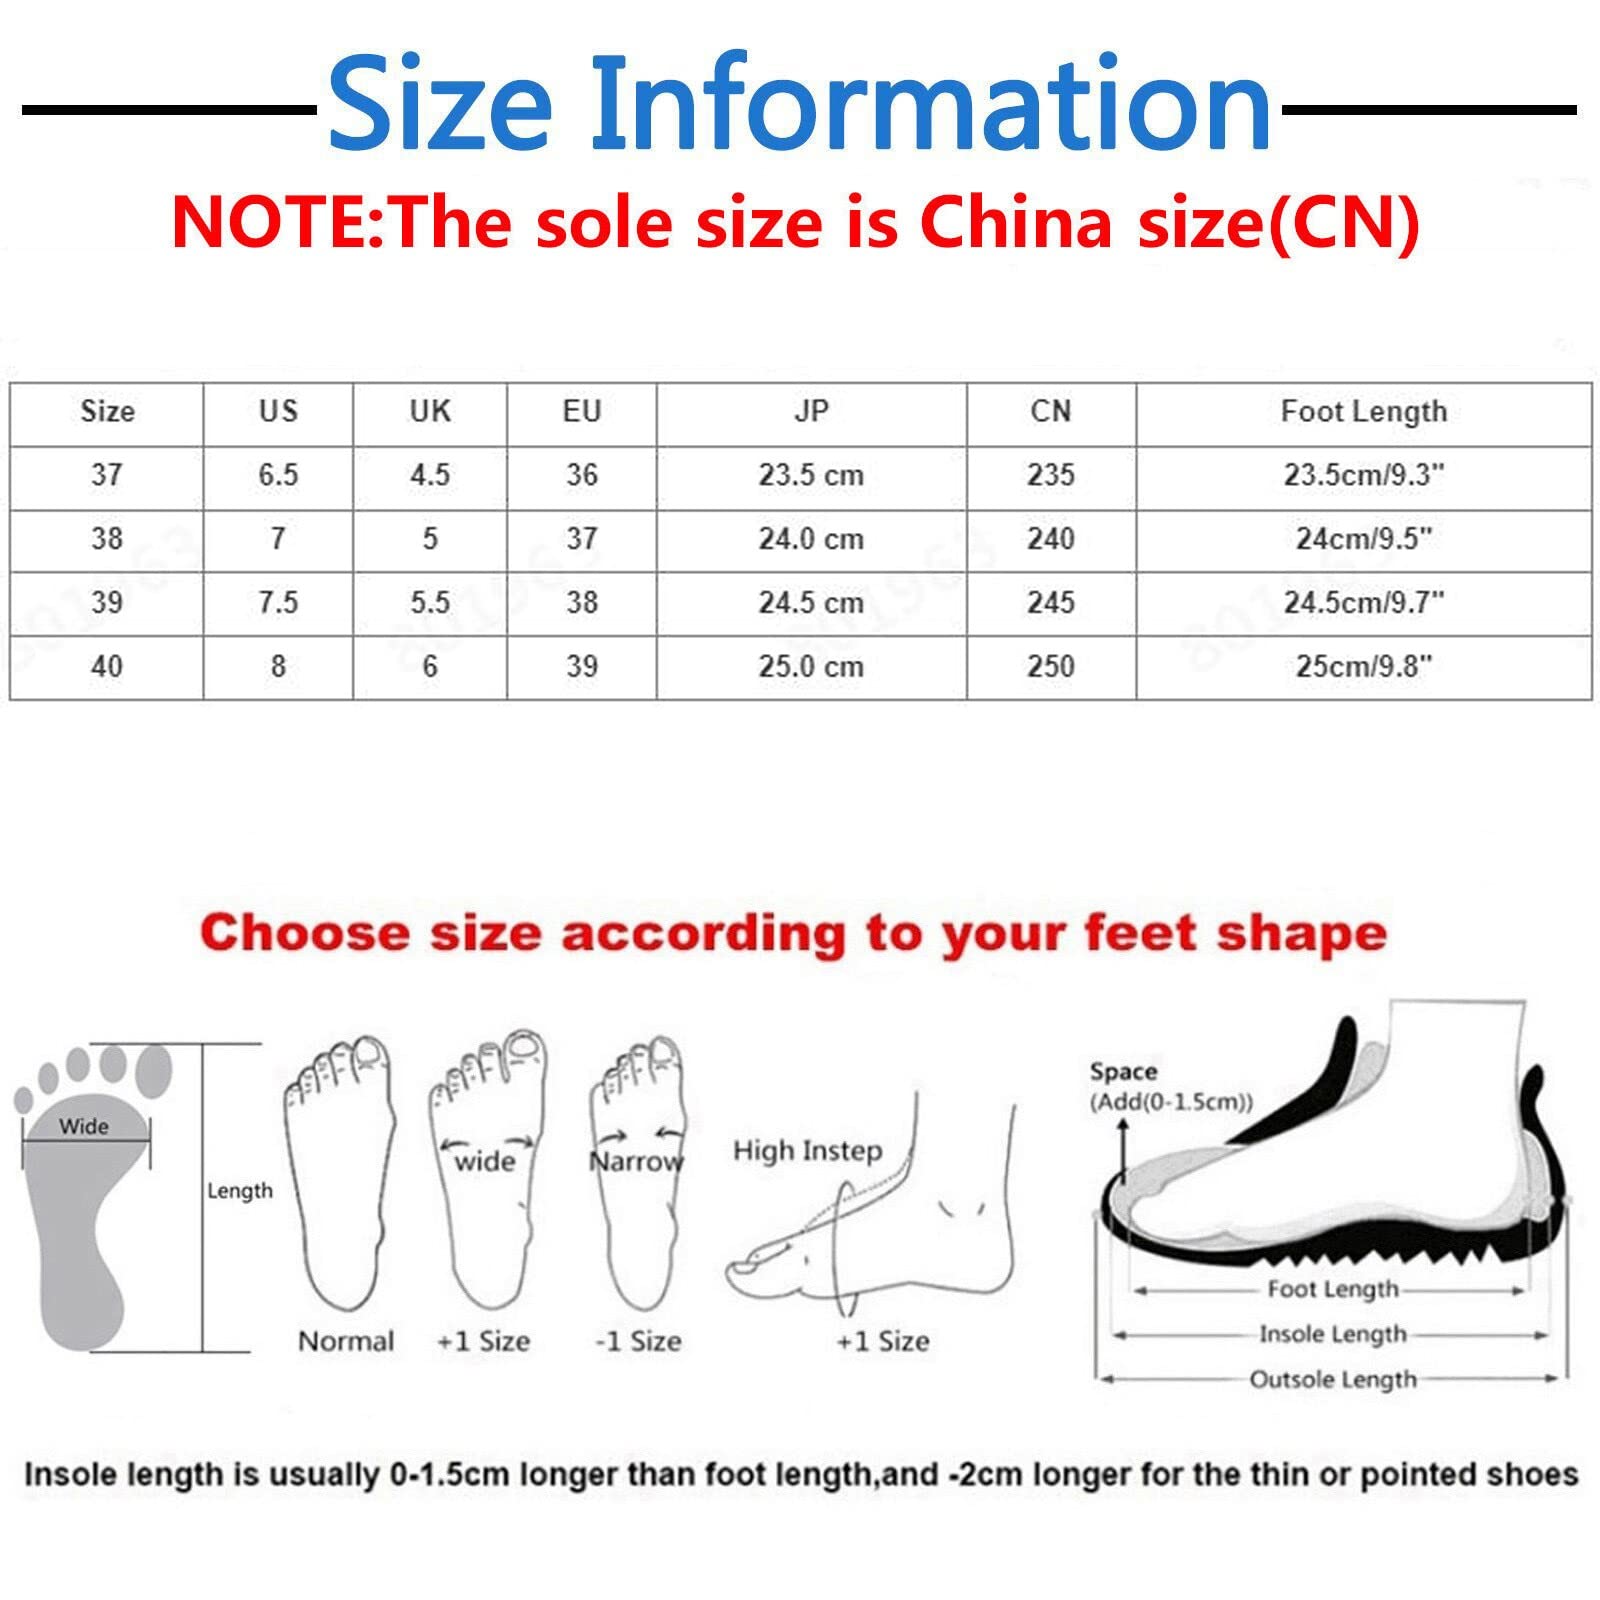 Size Information
NOTE:The sole size is China size(CN)
Size US UK EU JP CN Foot Length
37 6.5 4.5 36 23.5 cm 235 23.5cm/9.3"
38 7 5 37 24.0 cm 240 24cm/9.5"
39 7.5 5.5 38 24.5 cm 245 24.5cm/9.7"
40 8 6 39 25.0 cm 250 25cm/9.8"
801963 801963 801963 801963
Choose size according to your feet shape
Wide
Length
Normal
wide
+1 Size
Narrow
-1 Size
High Instep
+1 Size
Space
(Add(0-1.5cm))
Foot Length
Insole Length
Outsole Length
Insole length is usually 0-1.5cm longer than foot length,and -2cm longer for the thin or pointed shoes